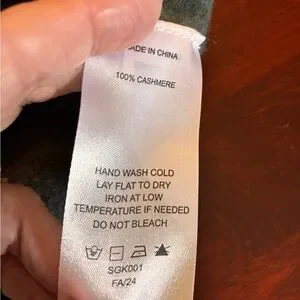 MADE IN CHINA
100% CASHMERE
HAND WASH COLD
LAY FLAT TO DRY
IRON AT LOW
TEMPERATURE IF NEEDED
DO NOT BLEACH
SGK001
FA/24